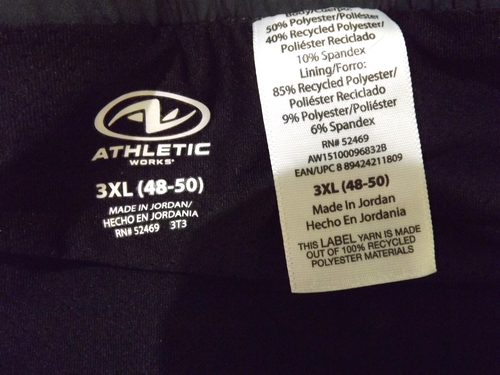 ATHLETIC
WORKS®
3XL (48-50)
MADE IN JORDAN/
HECHO EN JORDANIA
RN# 52469 3T3
Body/Cuerpo:
50% Polyester/Poliéster
40% Recycled Polyester/
Poliéster Reciclado
10% Spandex
Lining/Forro:
85% Recycled Polyester/
Poliéster Reciclado
9% Polyester/Poliéster
6% Spandex
RN# 52469
AW15100096832B
EAN/UPC 8 89424211809
3XL (48-50)
Made in Jordan
Hecho En Jordania
THIS LABEL YARN IS MADE
OUT OF 100% RECYCLED
POLYESTER MATERIALS